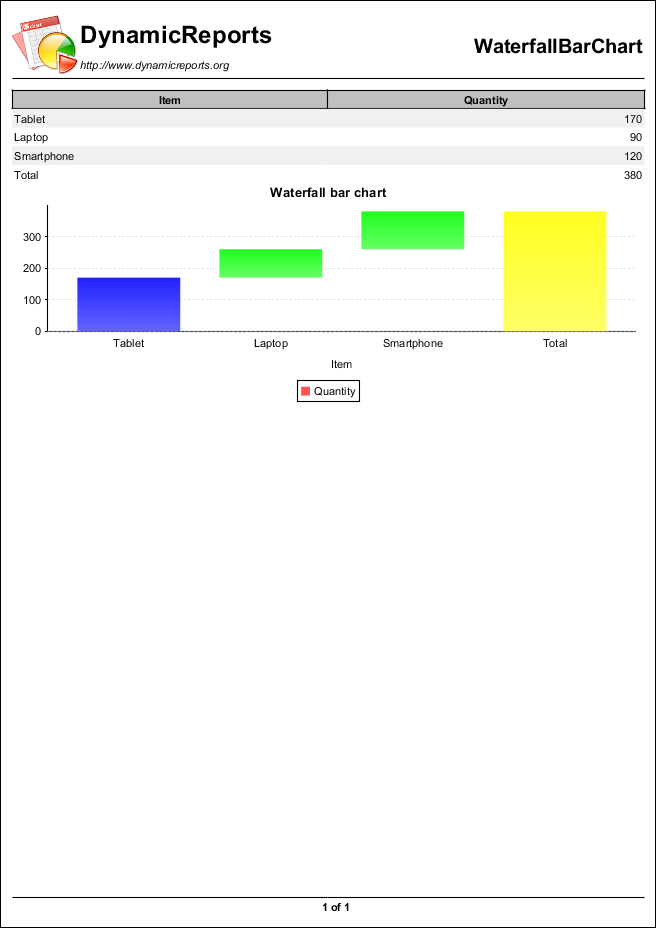 DynamicReports
http://www.dynamicreports.org
WaterfallBarChart
Item Quantity
Tablet 170
Laptop 90
Smartphone 120
Total 380
Waterfall bar chart
300
200
100
0
Tablet Laptop Smartphone Total
Item
Quantity
1 of 1